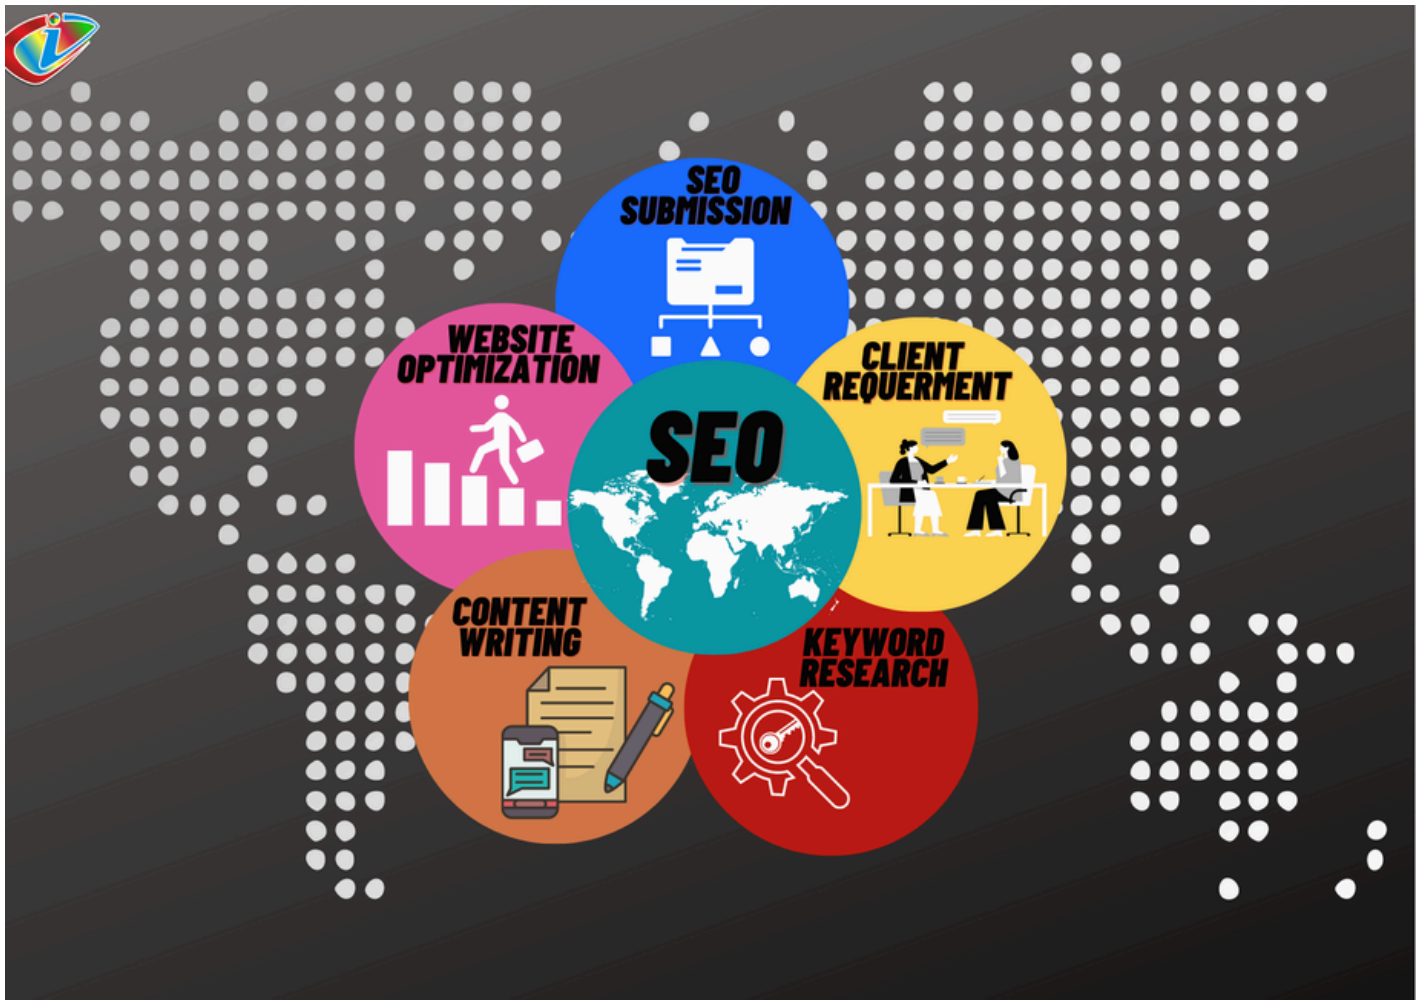 i
SEO
SUBMISSION
WEBSITE
OPTIMIZATION
CLIENT
REQUERMENT
SEO
CONTENT
WRITING
KEYWORD
RESEARCH